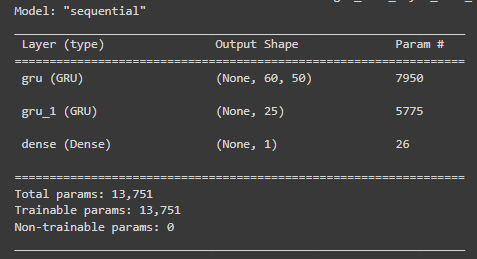 Model: "sequential"
_________________________________________________________________
Layer (type) Output Shape Param #
=================================================================
gru (GRU) (None, 60, 50) 7950
gru_1 (GRU) (None, 25) 5775
dense (Dense) (None, 1) 26
=================================================================
Total params: 13,751
Trainable params: 13,751
Non-trainable params: 0
_________________________________________________________________